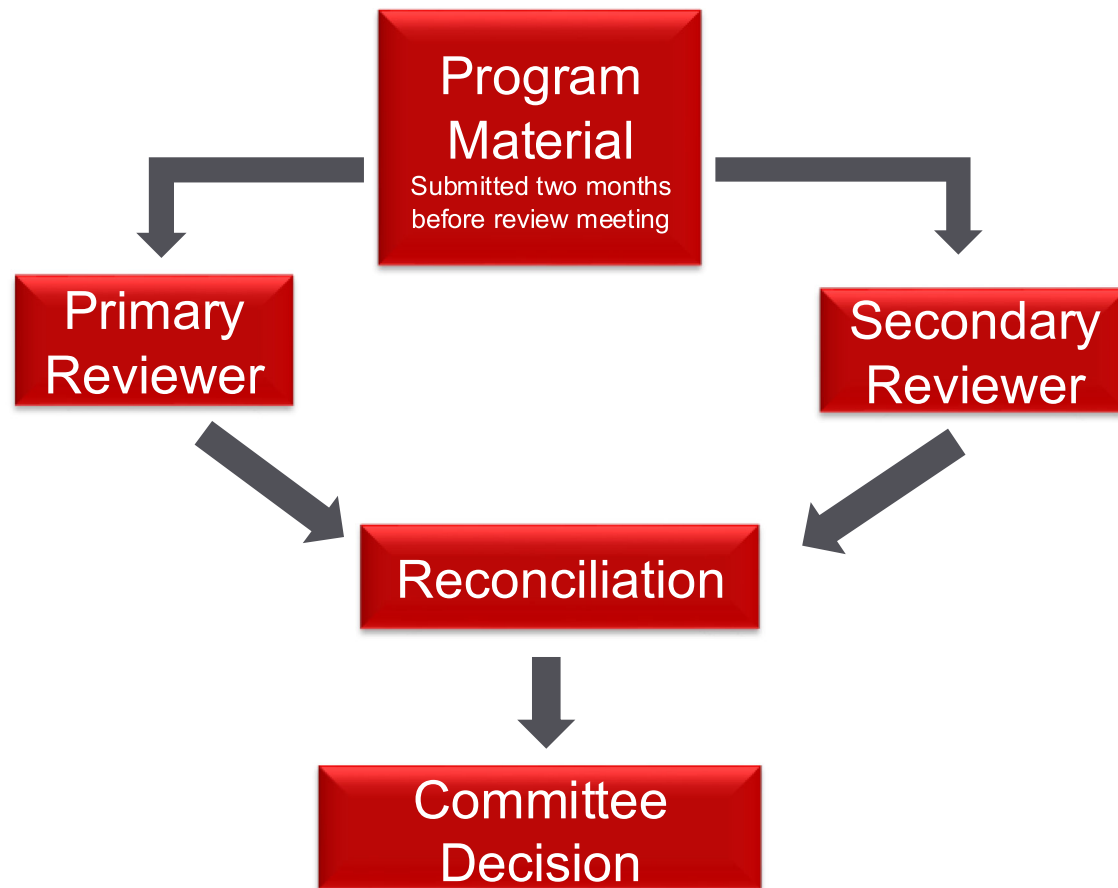 Program
Material
Submitted two months
before review meeting
Primary
Reviewer
Secondary
Reviewer
Reconciliation
Committee
Decision